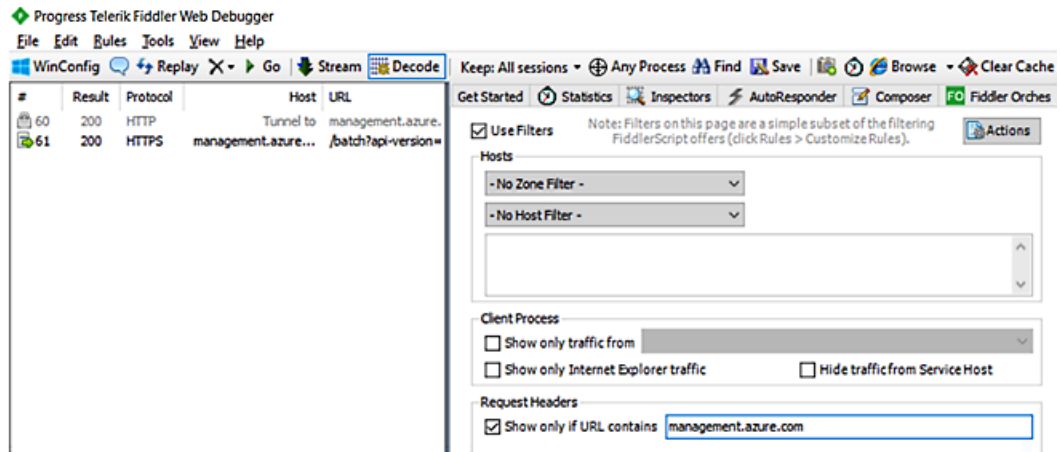 Progress Telerik Fiddler Web Debugger
File Edit Rules Tools View Help
WinConfig Replay Go Stream Decode Keep: All sessions Any Process Find Save Browse Clear Cache
# Result Protocol Host URL
Get Started Statistics Inspectors AutoResponder Composer FO Fiddler Orches
60 200 HTTP Tunnel to management.azure.
61 200 HTTPS management.azure... /batch?api-version=
Use Filters
Note: Filters on this page are a simple subset of the filtering
FiddlerScript offers (click Rules > Customize Rules).
Actions
Hosts
- No Zone Filter -
- No Host Filter -
Client Process
Show only traffic from
Show only Internet Explorer traffic Hide traffic from Service Host
Request Headers
Show only if URL contains management.azure.com